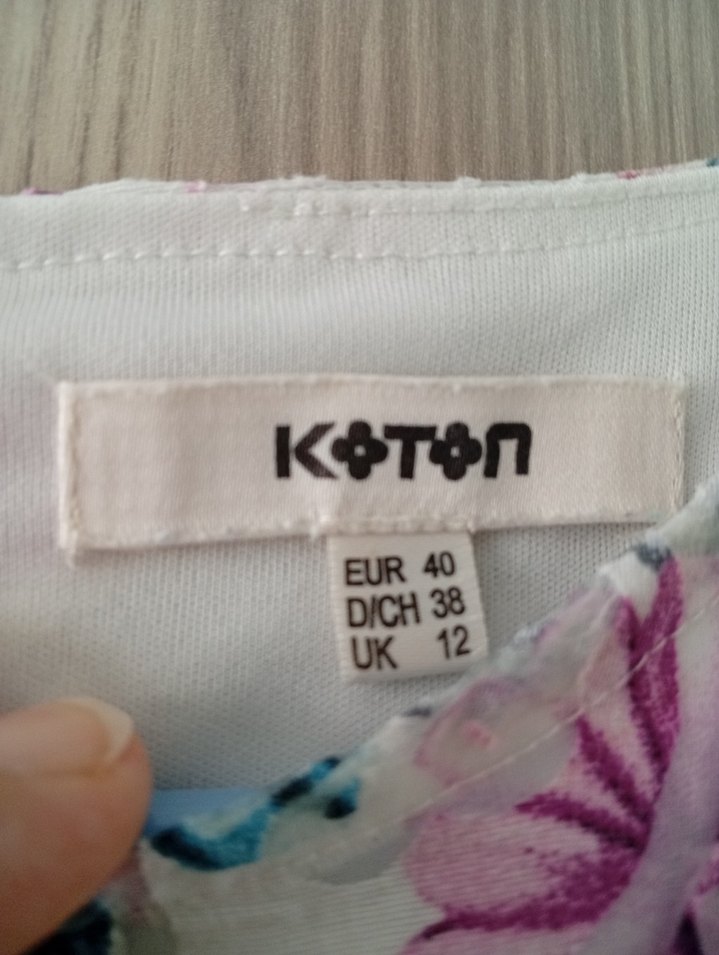 KOTON
EUR 40
D/CH 38
UK 12